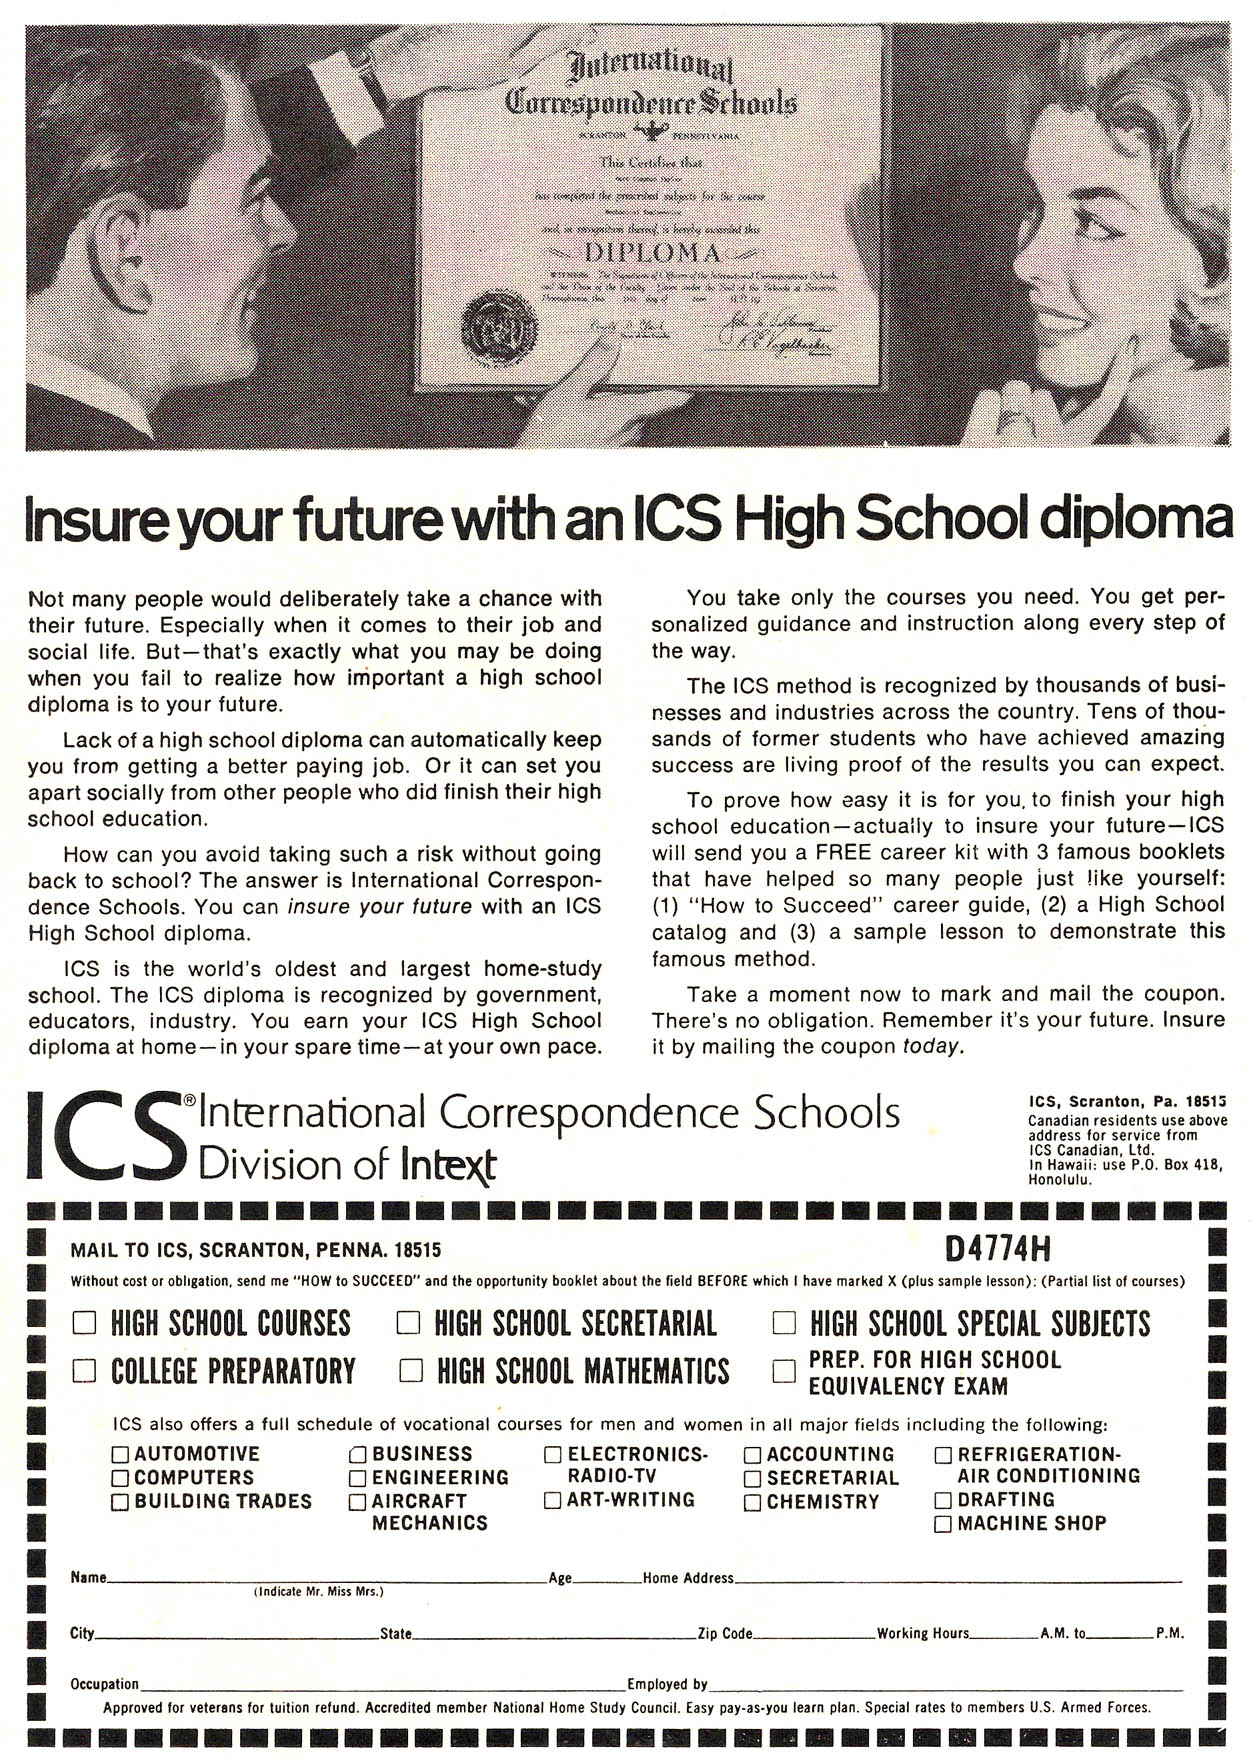 International
Correspondence Schools
SCRANTON, PENNSYLVANIA
This Certifies that
has completed the prescribed subjects for the course
and, in recognition thereof, is hereby awarded this
DIPLOMA
Insure your future with an ICS High School diploma
Not many people would deliberately take a chance with
their future. Especially when it comes to their job and
social life. But—that's exactly what you may be doing
when you fail to realize how important a high school
diploma is to your future.
Lack of a high school diploma can automatically keep
you from getting a better paying job. Or it can set you
apart socially from other people who did finish their high
school education.
How can you avoid taking such a risk without going
back to school? The answer is International Correspon-
dence Schools. You can insure your future with an ICS
High School diploma.
ICS is the world's oldest and largest home-study
school. The ICS diploma is recognized by government,
educators, industry. You earn your ICS High School
diploma at home—in your spare time—at your own pace.
You take only the courses you need. You get per-
sonalized guidance and instruction along every step of
the way.
The ICS method is recognized by thousands of busi-
nesses and industries across the country. Tens of thou-
sands of former students who have achieved amazing
success are living proof of the results you can expect.
To prove how easy it is for you, to finish your high
school education—actually to insure your future—ICS
will send you a FREE career kit with 3 famous booklets
that have helped so many people just like yourself:
(1) "How to Succeed" career guide, (2) a High School
catalog and (3) a sample lesson to demonstrate this
famous method.
Take a moment now to mark and mail the coupon.
There's no obligation. Remember it's your future. Insure
it by mailing the coupon today.
ICS® International Correspondence Schools
Division of Intext
ICS, Scranton, Pa. 18515
Canadian residents use above
address for service from
ICS Canadian, Ltd.
In Hawaii: use P.O. Box 418,
Honolulu.
MAIL TO ICS, SCRANTON, PENNA. 18515 D4774H
Without cost or obligation, send me "HOW to SUCCEED" and the opportunity booklet about the field BEFORE which I have marked X (plus sample lesson): (Partial list of courses)
☐ HIGH SCHOOL COURSES ☐ HIGH SCHOOL SECRETARIAL ☐ HIGH SCHOOL SPECIAL SUBJECTS
☐ COLLEGE PREPARATORY ☐ HIGH SCHOOL MATHEMATICS ☐ PREP. FOR HIGH SCHOOL
EQUIVALENCY EXAM
ICS also offers a full schedule of vocational courses for men and women in all major fields including the following:
☐ AUTOMOTIVE
☐ COMPUTERS
☐ BUILDING TRADES
☐ BUSINESS
☐ ENGINEERING
☐ AIRCRAFT
MECHANICS
☐ ELECTRONICS-
RADIO-TV
☐ ART-WRITING
☐ ACCOUNTING
☐ SECRETARIAL
☐ CHEMISTRY
☐ REFRIGERATION-
AIR CONDITIONING
☐ DRAFTING
☐ MACHINE SHOP
Name Age Home Address
(Indicate Mr. Miss Mrs.)
City State Zip Code Working Hours A.M. to P.M.
Occupation Employed by
Approved for veterans for tuition refund. Accredited member National Home Study Council. Easy pay-as-you learn plan. Special rates to members U.S. Armed Forces.